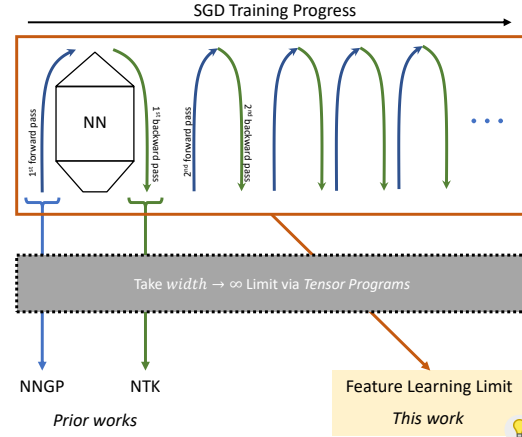 SGD Training Progress
1st forward pass
NN
1st backward pass
2nd forward pass
2nd backward pass
...
Take width → ∞ Limit via Tensor Programs
NNGP
NTK
Feature Learning Limit
Prior works
This work